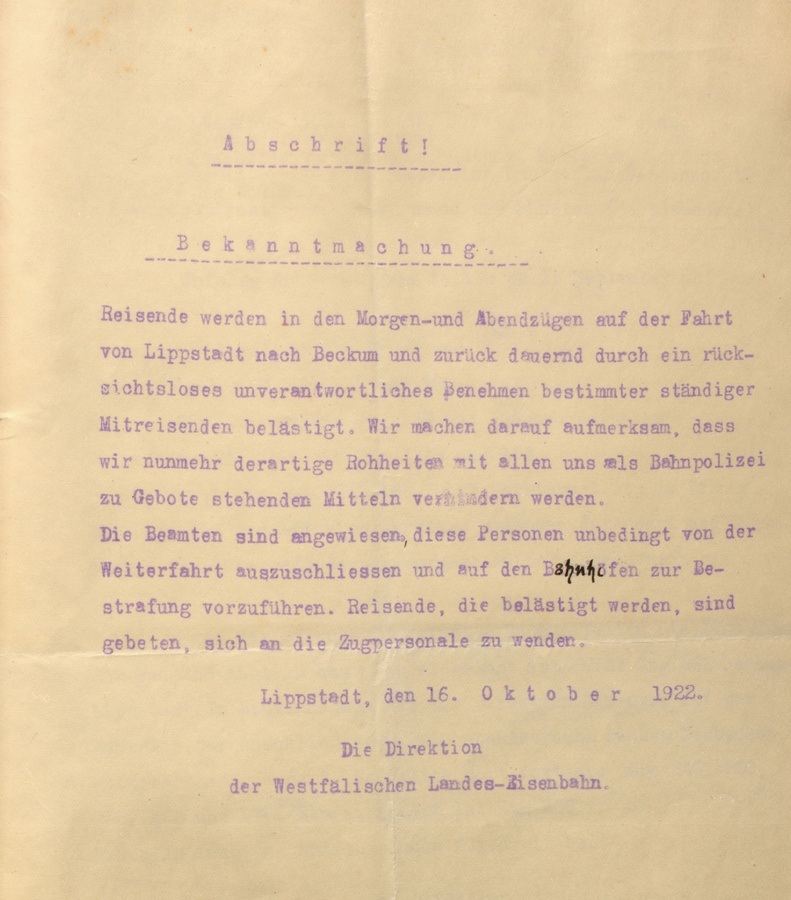 Abschrift!
Bekanntmachung.
Reisende werden in den Morgen-und Abendzügen auf der Fahrt
von Lippstadt nach Beckum und zurück dauernd durch ein rück-
sichtsloses unverantwortliches Benehmen bestimmter ständiger
Mitreisenden belästigt. Wir machen darauf aufmerksam, dass
wir nunmehr derartige Rohheiten mit allen uns als Bahnpolizei
zu Gebote stehenden Mitteln verhindern werden.
Die Beamten sind angewiesen, diese Personen unbedingt von der
Weiterfahrt auszuschliessen und auf den Bahnhöfen zur Be-
strafung vorzuführen. Reisende, die belästigt werden, sind
gebeten, sich an die Zugpersonale zu wenden.
Lippstadt, den 16. Oktober 1922.
Die Direktion
der Westfälischen Landes-Eisenbahn.